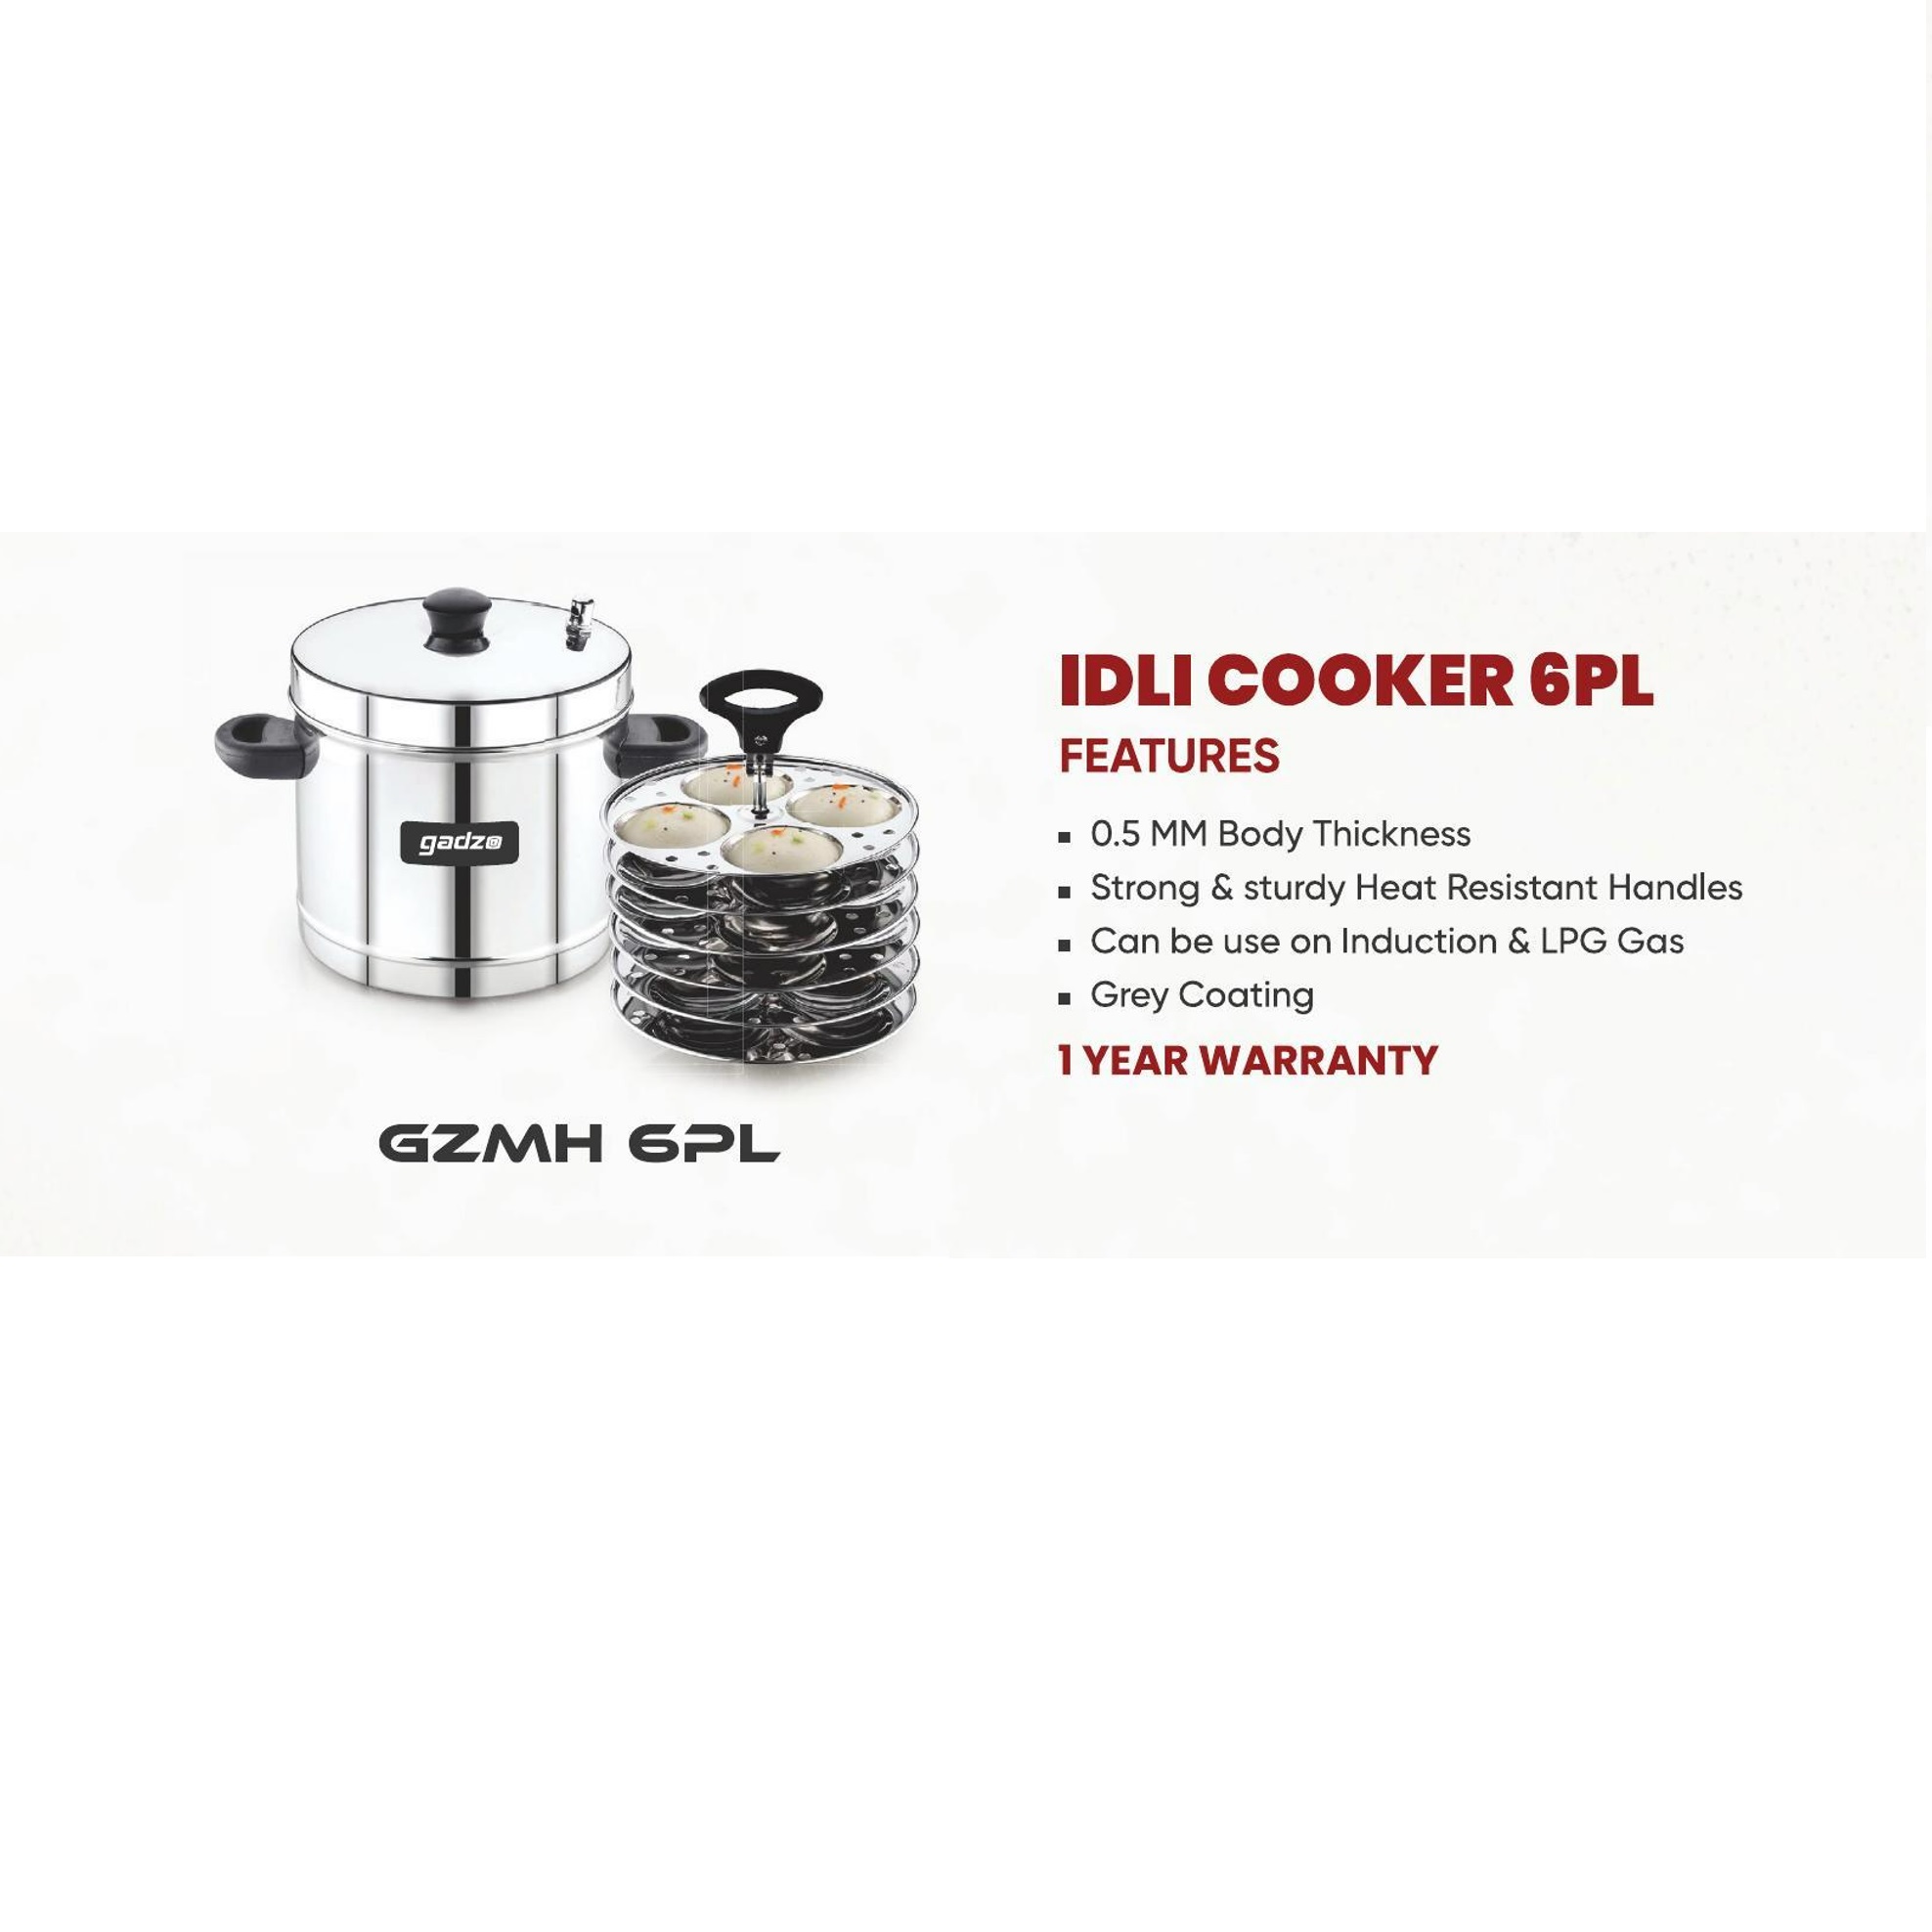 gadzo
GZMH 6PL
IDLI COOKER 6PL
FEATURES
▪ 0.5 MM Body Thickness
▪ Strong & sturdy Heat Resistant Handles
▪ Can be use on Induction & LPG Gas
▪ Grey Coating
1 YEAR WARRANTY